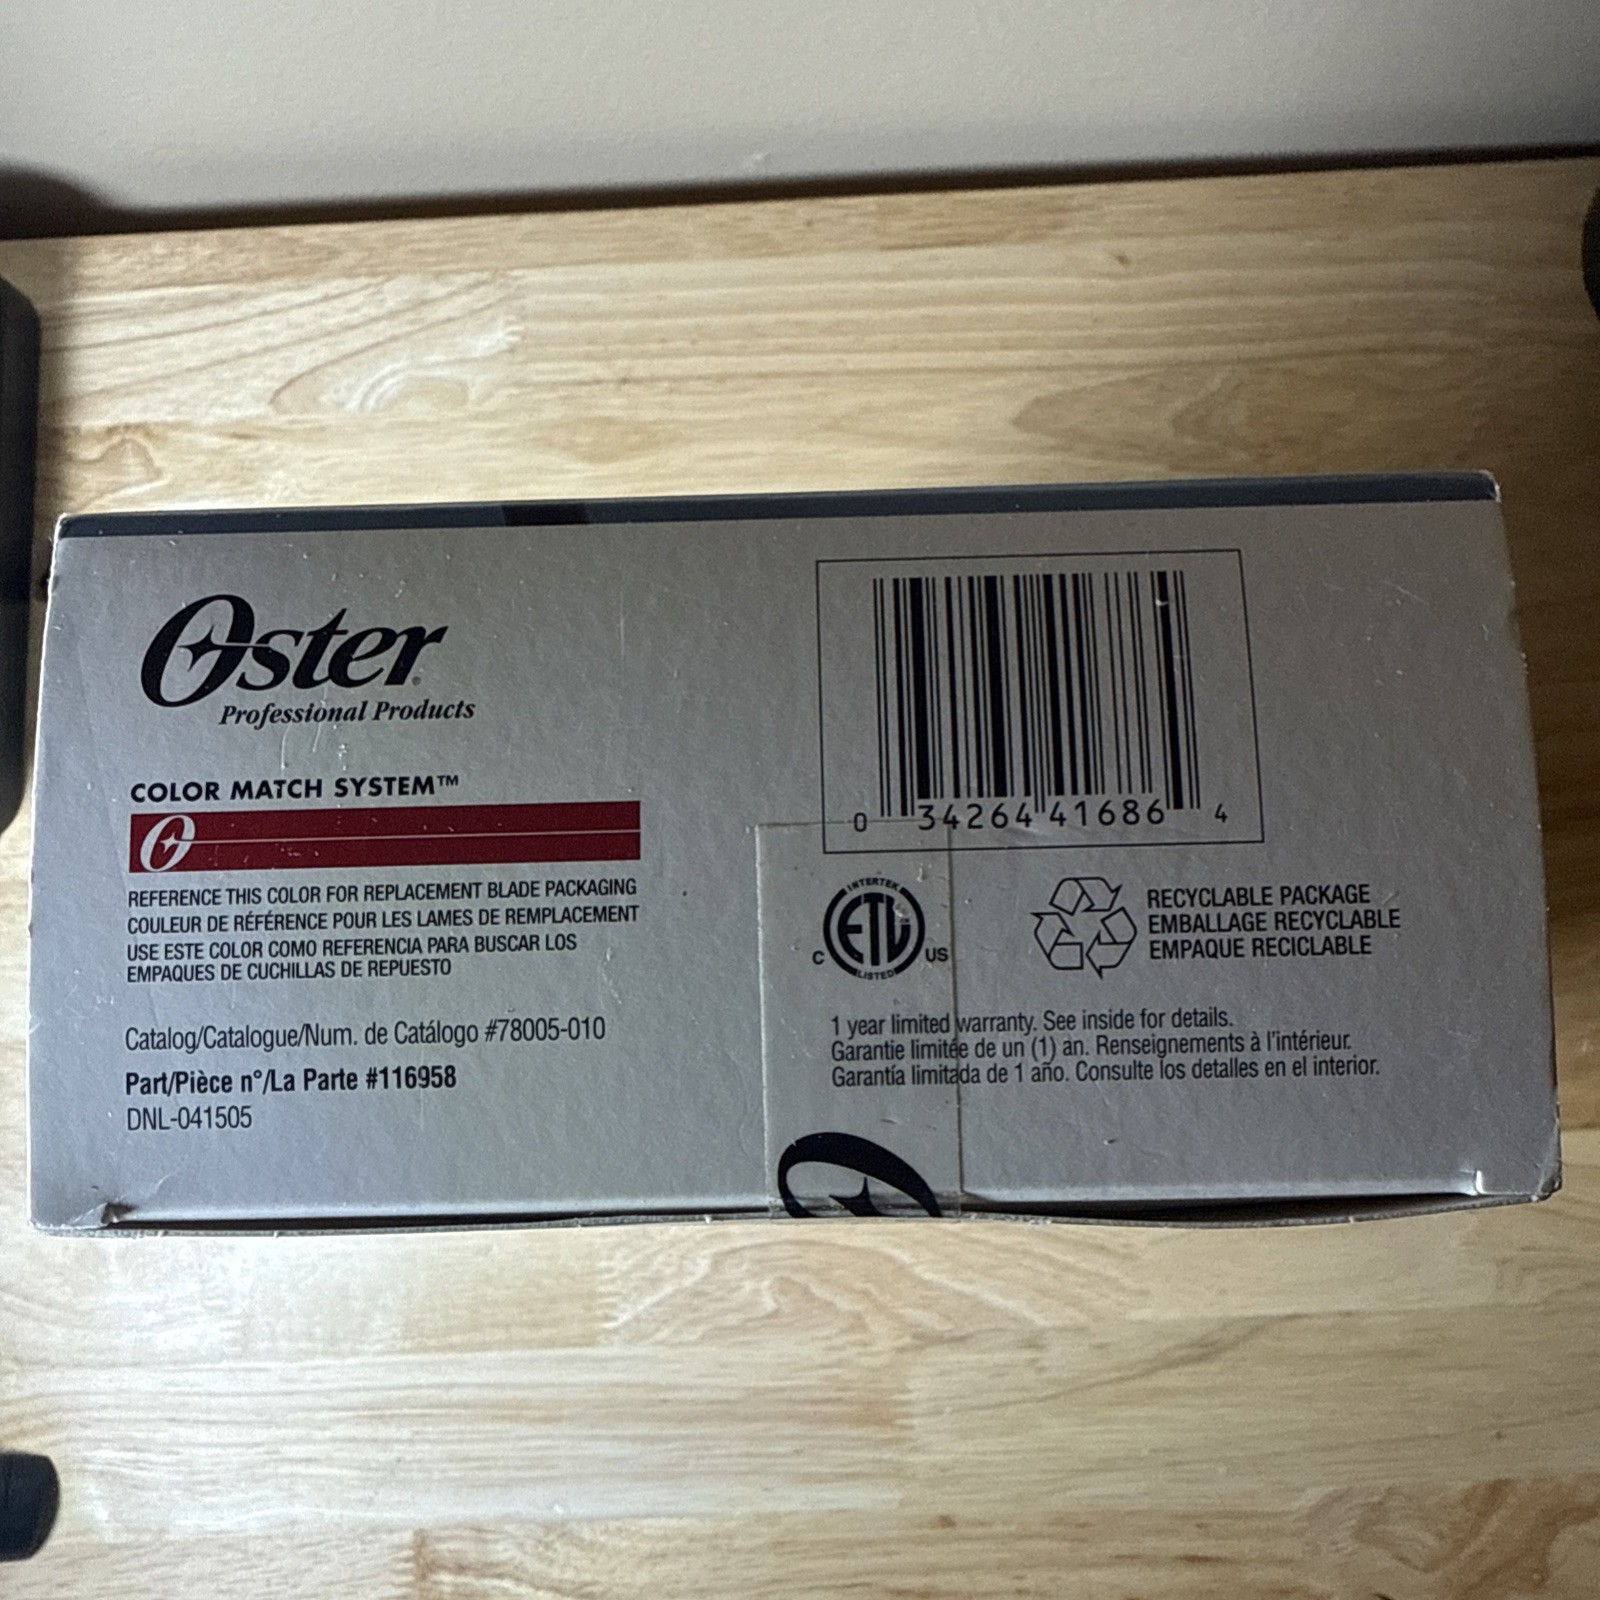 Oster
Professional Products
COLOR MATCH SYSTEM™
REFERENCE THIS COLOR FOR REPLACEMENT BLADE PACKAGING
COULEUR DE RÉFÉRENCE POUR LES LAMES DE REMPLACEMENT
USE ESTE COLOR COMO REFERENCIA PARA BUSCAR LOS
EMPAQUES DE CUCHILLAS DE REPUESTO
Catalog/Catalogue/Num. de Catálogo #78005-010
Part/Pièce n°/La Parte #116958
DNL-041505
0 34264 41686 4
INTERTEK
ETL
C US
LISTED
RECYCLABLE PACKAGE
EMBALLAGE RECYCLABLE
EMPAQUE RECICLABLE
1 year limited warranty. See inside for details.
Garantie limitée de un (1) an. Renseignements à l'intérieur.
Garantía limitada de 1 año. Consulte los detalles en el interior.